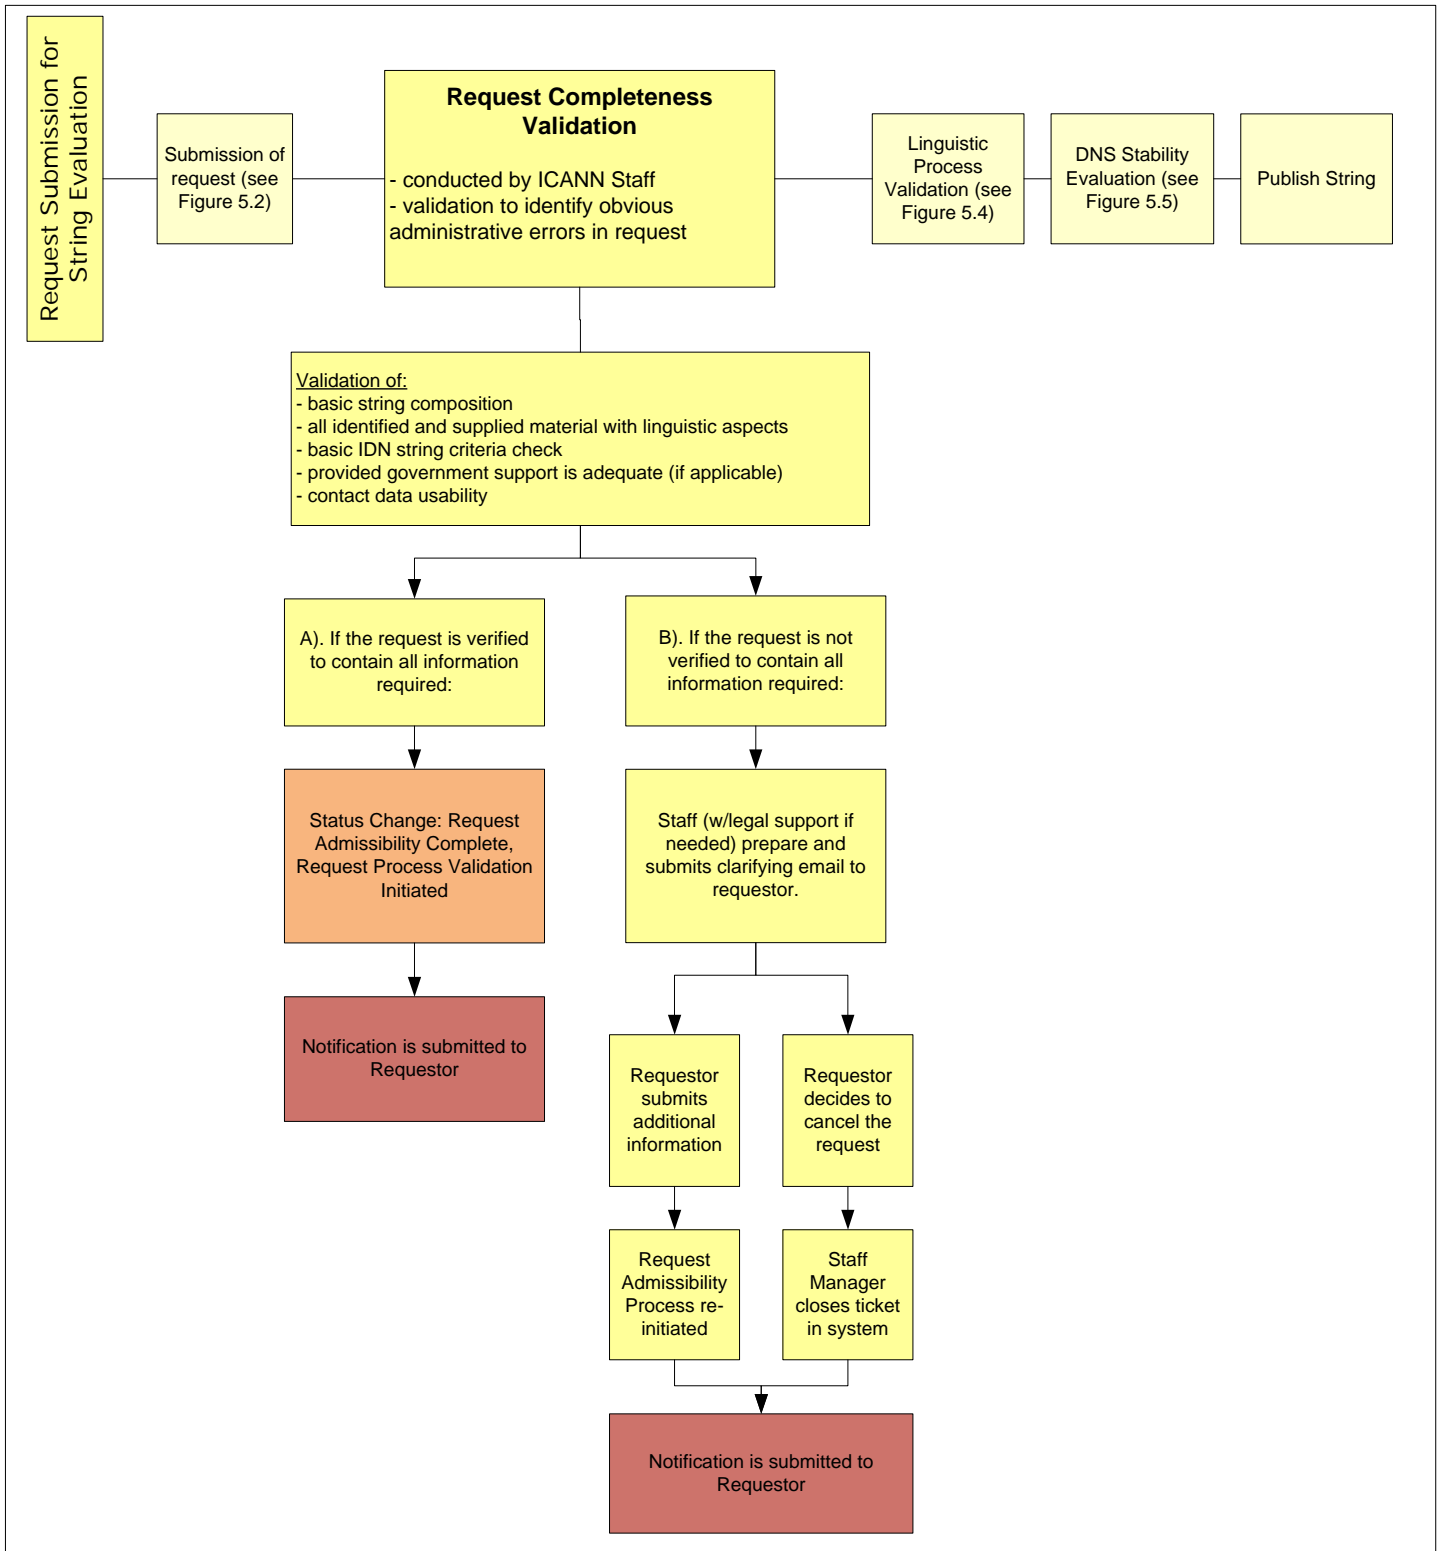 Request Submission for
String Evaluation
Submission of
request (see
Figure 5.2)
Request Completeness
Validation
- conducted by ICANN Staff
- validation to identify obvious
administrative errors in request
Linguistic
Process
Validation (see
Figure 5.4)
DNS Stability
Evaluation (see
Figure 5.5)
Publish String
Validation of:
- basic string composition
- all identified and supplied material with linguistic aspects
- basic IDN string criteria check
- provided government support is adequate (if applicable)
- contact data usability
A). If the request is verified
to contain all information
required:
B). If the request is not
verified to contain all
information required:
Status Change: Request
Admissibility Complete,
Request Process Validation
Initiated
Staff (w/legal support if
needed) prepare and
submits clarifying email to
requestor.
Notification is submitted to
Requestor
Requestor
submits
additional
information
Requestor
decides to
cancel the
request
Request
Admissibility
Process re-
initiated
Staff
Manager
closes ticket
in system
Notification is submitted to
Requestor